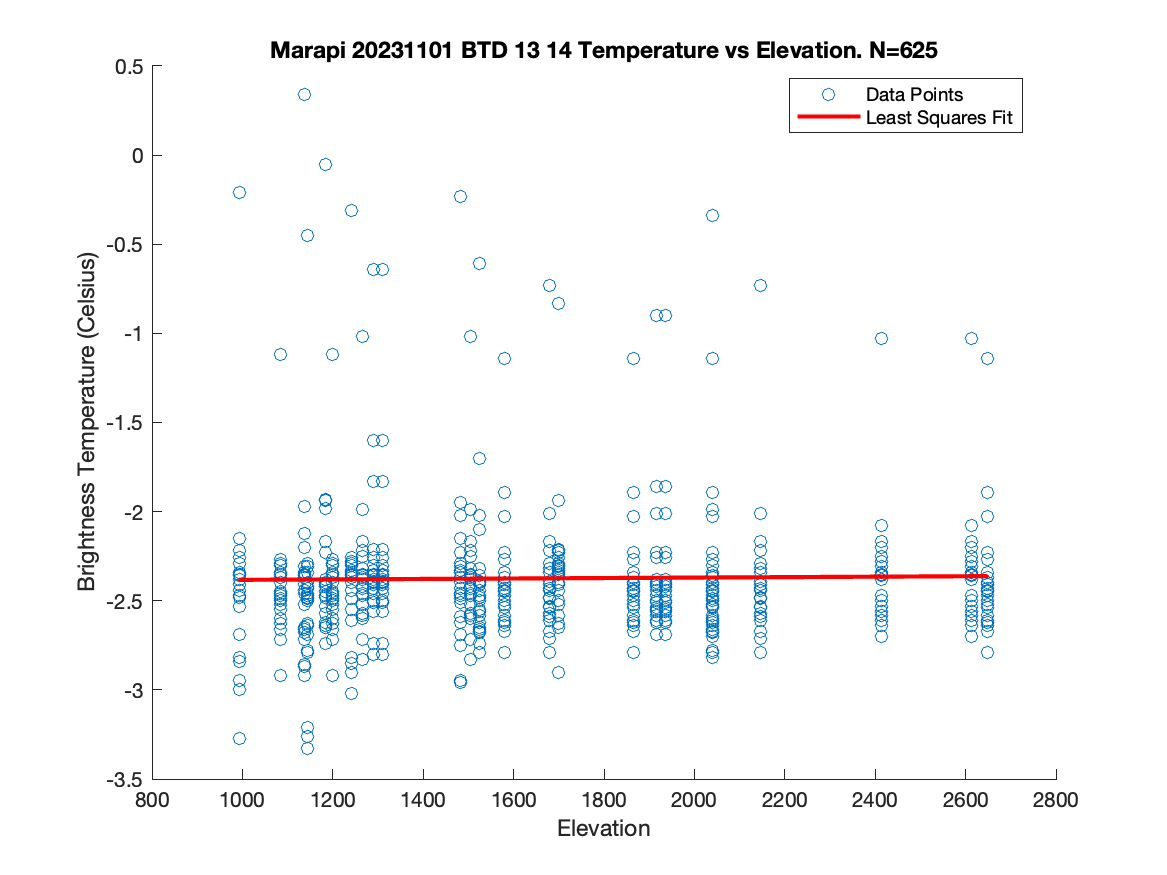 Marapi 20231101 BTD 13 14 Temperature vs Elevation. N=625
Data Points
Least Squares Fit
Brightness Temperature (Celsius)
0.5
0
-0.5
-1
-1.5
-2
-2.5
-3
-3.5
800 1000 1200 1400 1600 1800 2000 2200 2400 2600 2800
Elevation